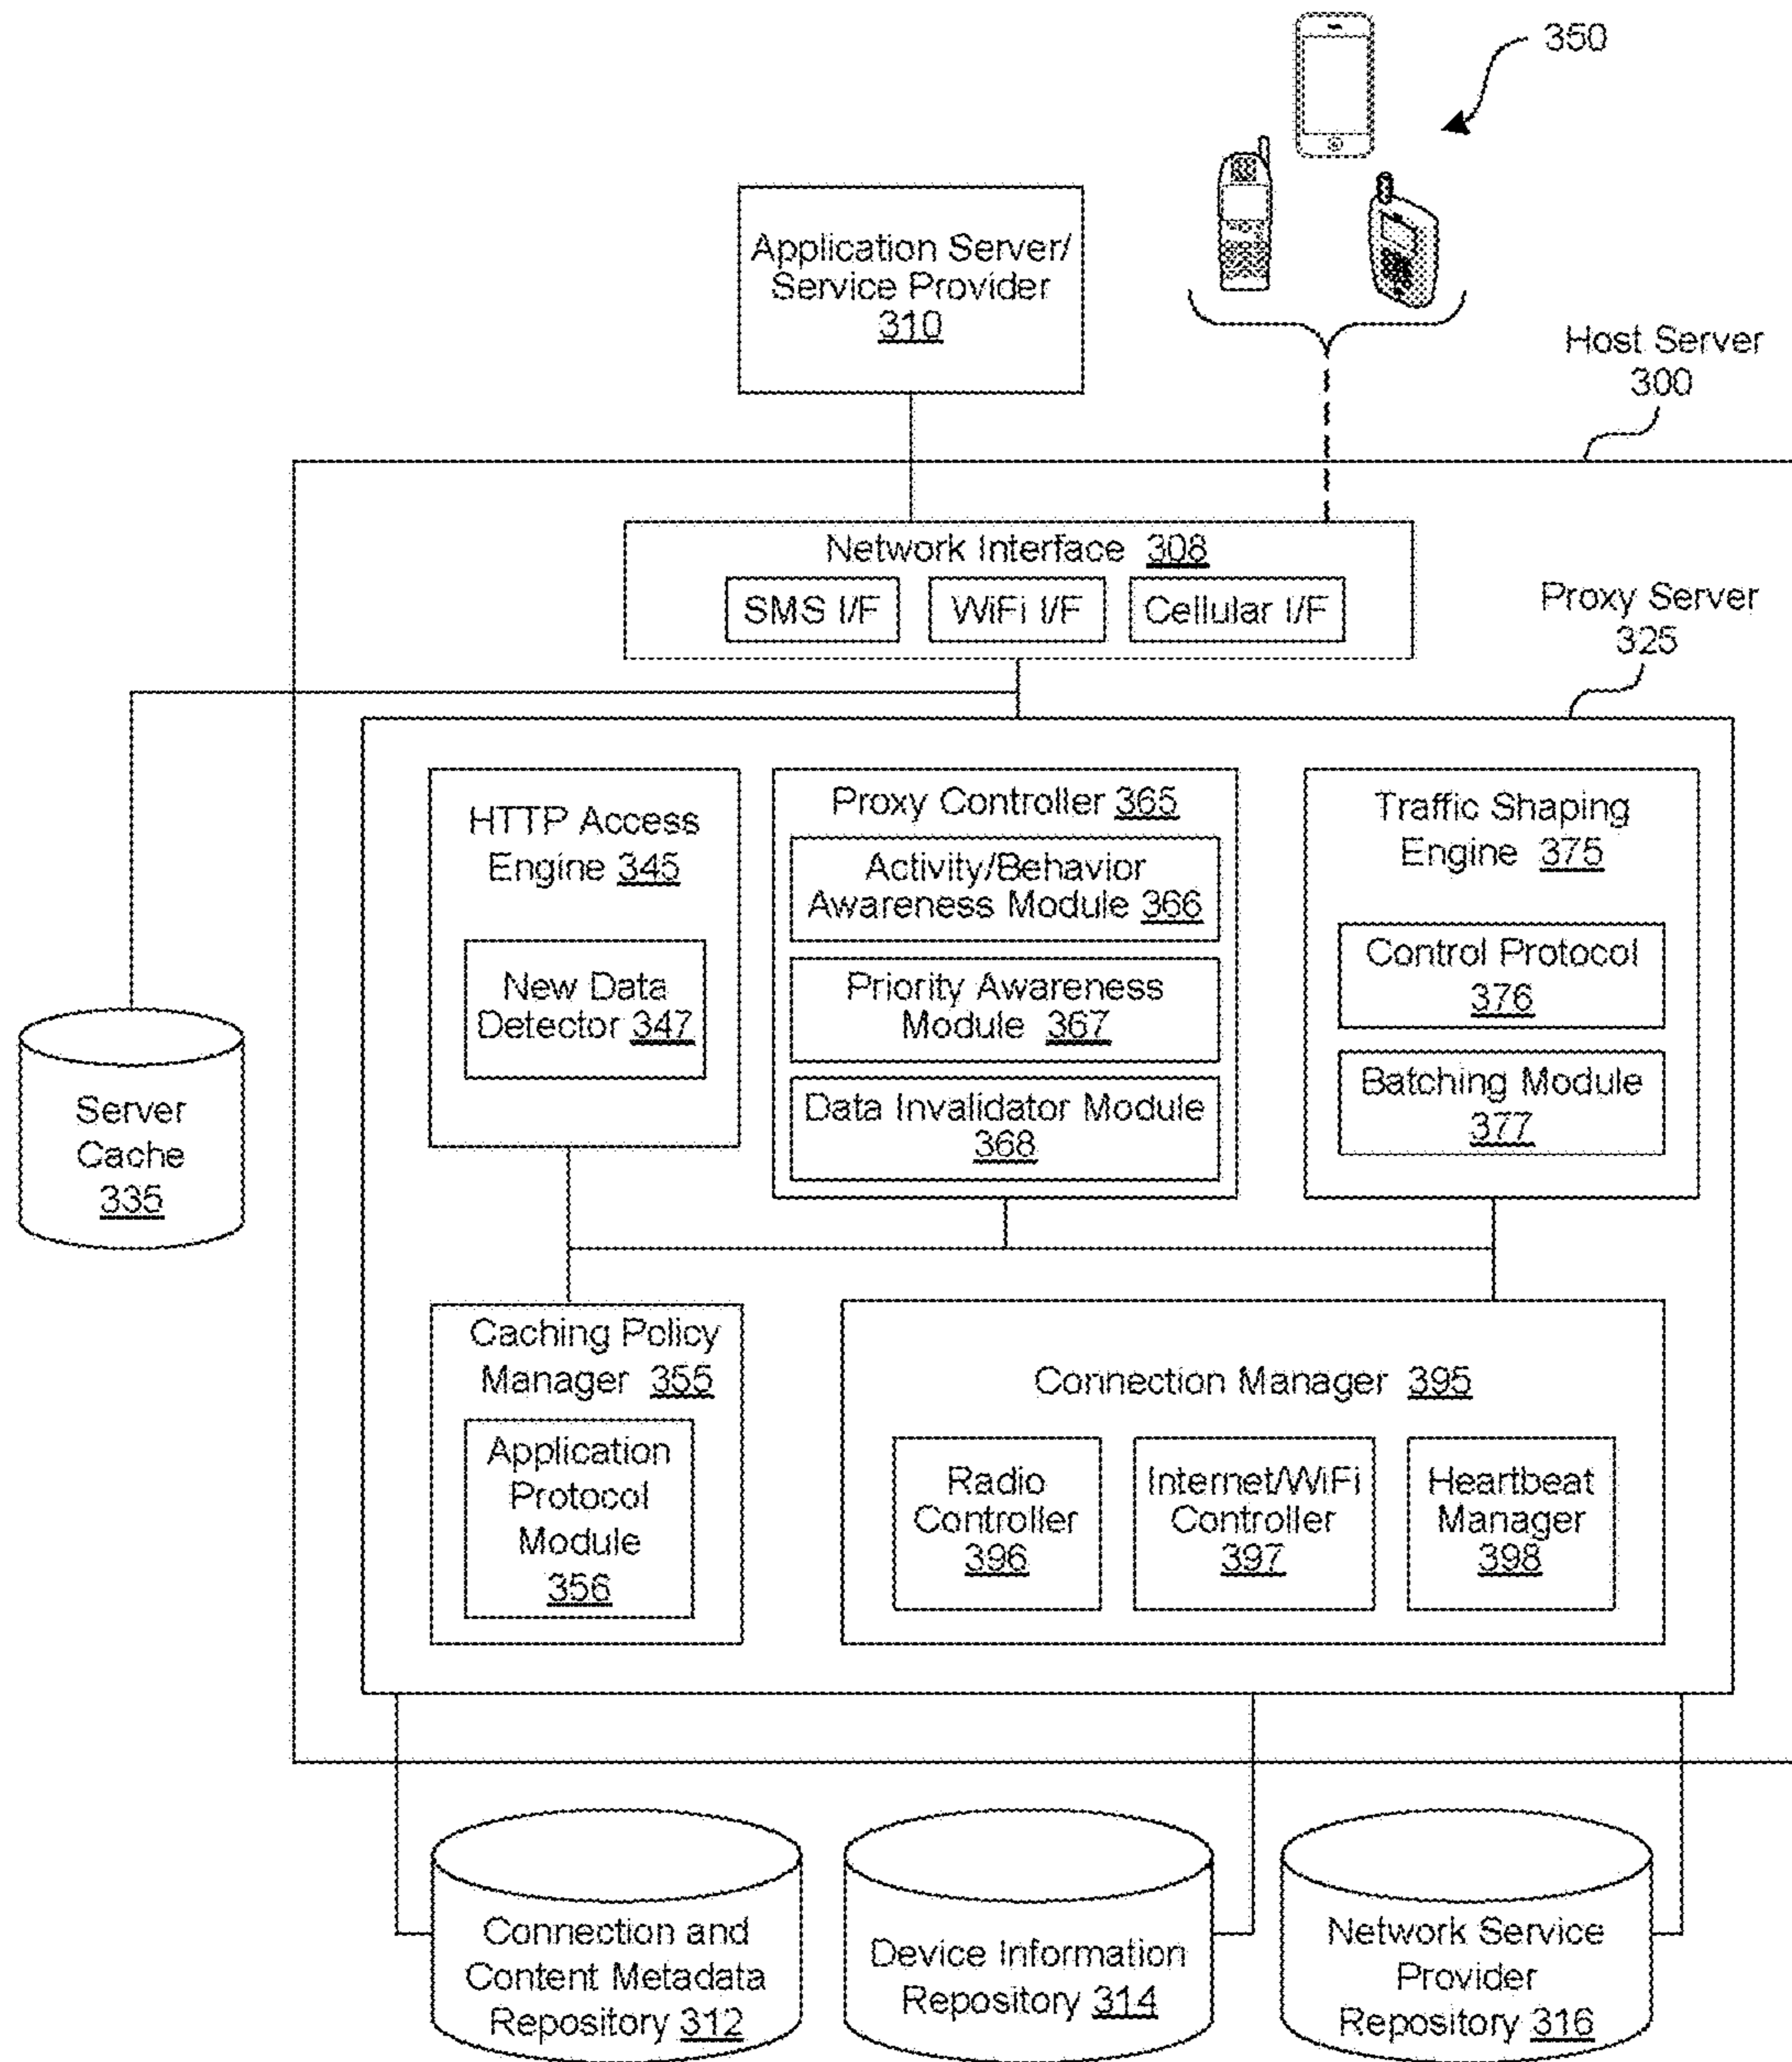 350
Application Server/
Service Provider
310
Host Server
300
Network Interface 308
SMS I/F
WiFi I/F
Cellular I/F
Proxy Server
325
HTTP Access
Engine 345
New Data
Detector 347
Proxy Controller 365
Activity/Behavior
Awareness Module 366
Priority Awareness
Module 367
Data Invalidator Module
368
Traffic Shaping
Engine 375
Control Protocol
376
Batching Module
377
Server
Cache
335
Caching Policy
Manager 355
Application
Protocol
Module
356
Connection Manager 395
Radio
Controller
396
Internet/WiFi
Controller
397
Heartbeat
Manager
398
Connection and
Content Metadata
Repository 312
Device Information
Repository 314
Network Service
Provider
Repository 316